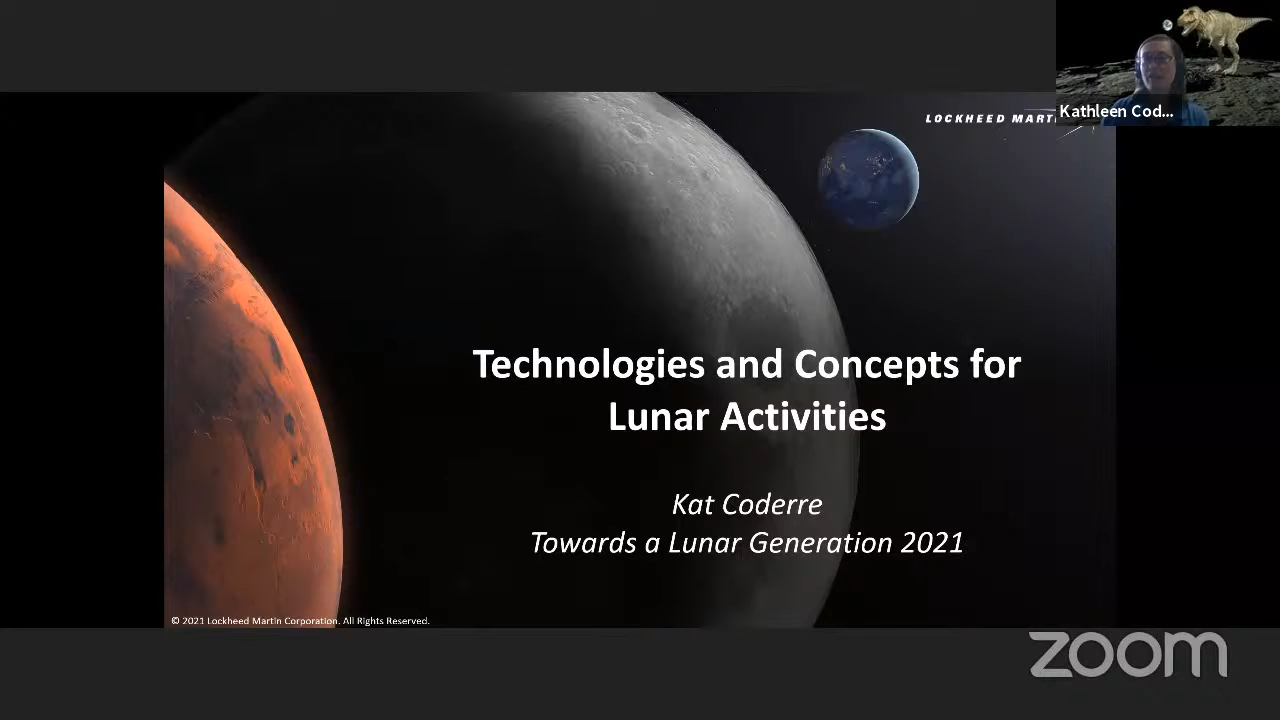 Kathleen Cod...
LOCKHEED MART
Technologies and Concepts for
Lunar Activities
Kat Coderre
Towards a Lunar Generation 2021
© 2021 Lockheed Martin Corporation. All Rights Reserved.
zoom